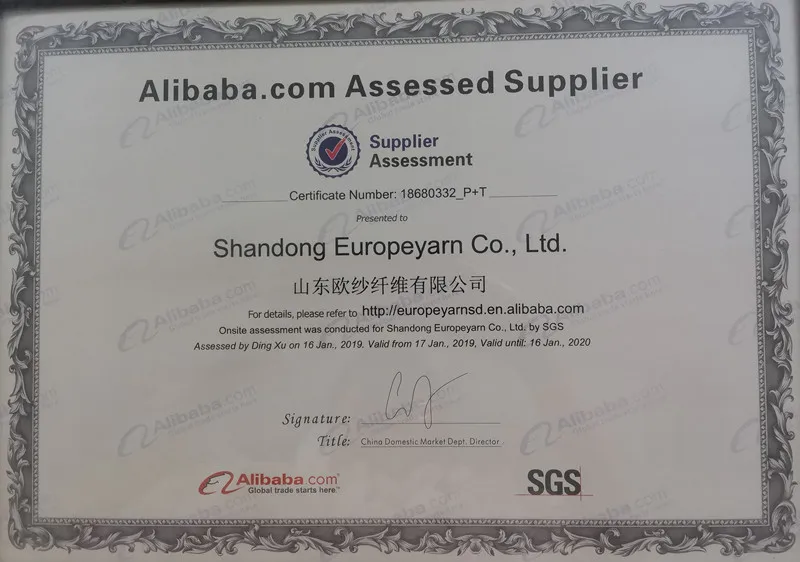 Alibaba.com Assessed Supplier
Supplier Assessment
Supplier
Assessment
Certificate Number: 18680332_P+T
Presented to
Shandong Europeyarn Co., Ltd.
山东欧纱纤维有限公司
For details, please refer to http://europeyarnsd.en.alibaba.com
Onsite assessment was conducted for Shandong Europeyarn Co., Ltd. by SGS
Assessed by Ding Xu on 16 Jan., 2019. Valid from 17 Jan., 2019, Valid until: 16 Jan., 2020
Signature:
Title: China Domestic Market Dept. Director
Alibaba.com®
Global trade starts here.™
SGS